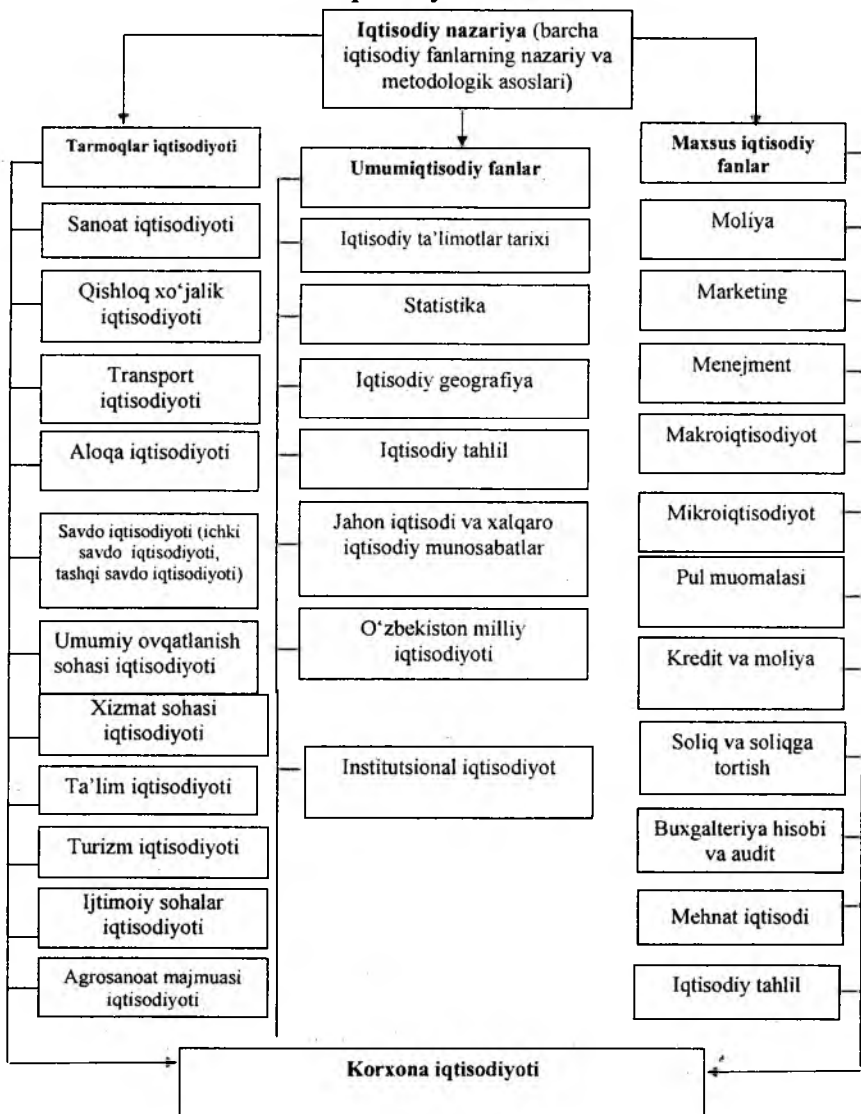 Iqtisodiy nazariya (barcha
iqtisodiy fanlarning nazariy va
metodologik asoslari)
Tarmoqlar iqtisodiyoti
Sanoat iqtisodiyoti
Qishloq xo‘jalik
iqtisodiyoti
Transport
iqtisodiyoti
Aloqa iqtisodiyoti
Savdo iqtisodiyoti (ichki
savdo iqtisodiyoti,
tashqi savdo iqtisodiyoti)
Umumiy ovqatlanish
sohasi iqtisodiyoti
Xizmat sohasi
iqtisodiyoti
Ta’lim iqtisodiyoti
Turizm iqtisodiyoti
Ijtimoiy sohalar
iqtisodiyoti
Agrosanoat majmuasi
iqtisodiyoti
Umumiqtisodiy fanlar
Iqtisodiy ta’limotlar tarixi
Statistika
Iqtisodiy geografiya
Iqtisodiy tahlil
Jahon iqtisodi va xalqaro
iqtisodiy munosabatlar
O‘zbekiston milliy
iqtisodiyoti
Institutsional iqtisodiyot
Maxsus iqtisodiy
fanlar
Moliya
Marketing
Menejment
Makroiqtisodiyot
Mikroiqtisodiyot
Pul muomalasi
Kredit va moliya
Soliq va soliqga
tortish
Buxgalteriya hisobi
va audit
Mehnat iqtisodi
Iqtisodiy tahlil
Korxona iqtisodiyoti